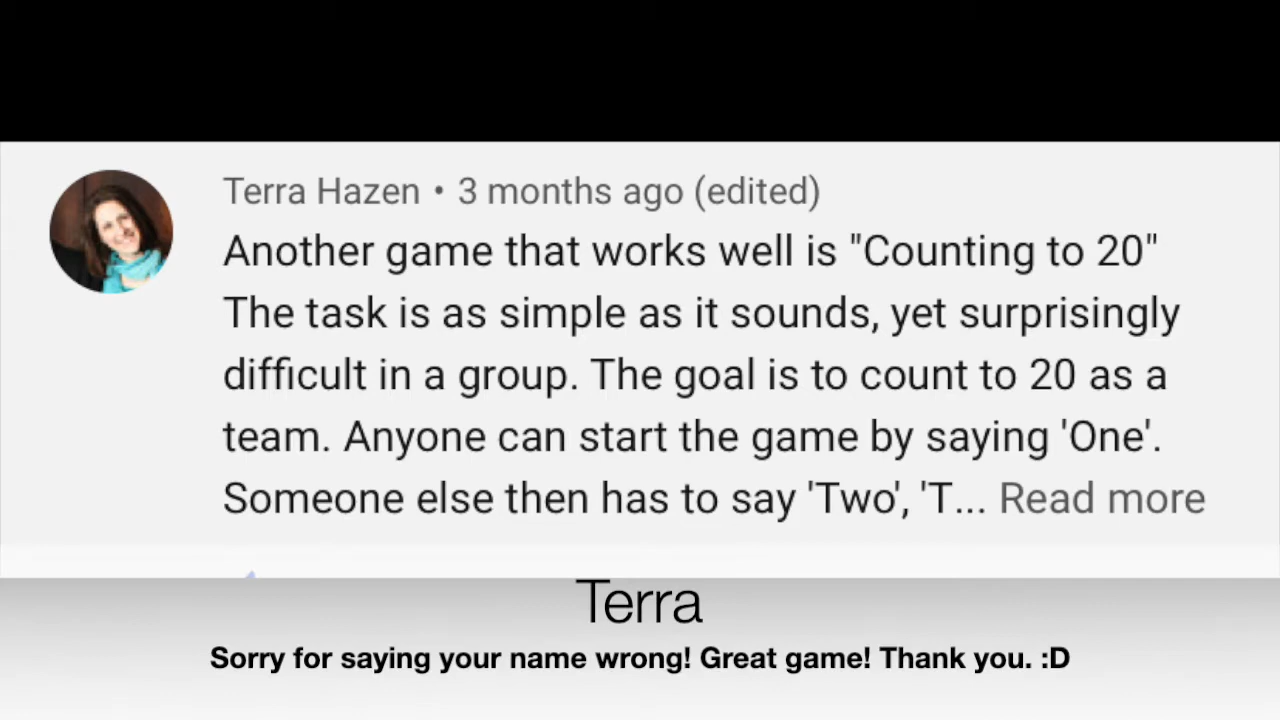 Terra Hazen • 3 months ago (edited)
Another game that works well is "Counting to 20"
The task is as simple as it sounds, yet surprisingly
difficult in a group. The goal is to count to 20 as a
team. Anyone can start the game by saying 'One'.
Someone else then has to say 'Two', 'T... Read more
Terra
Sorry for saying your name wrong! Great game! Thank you. :D